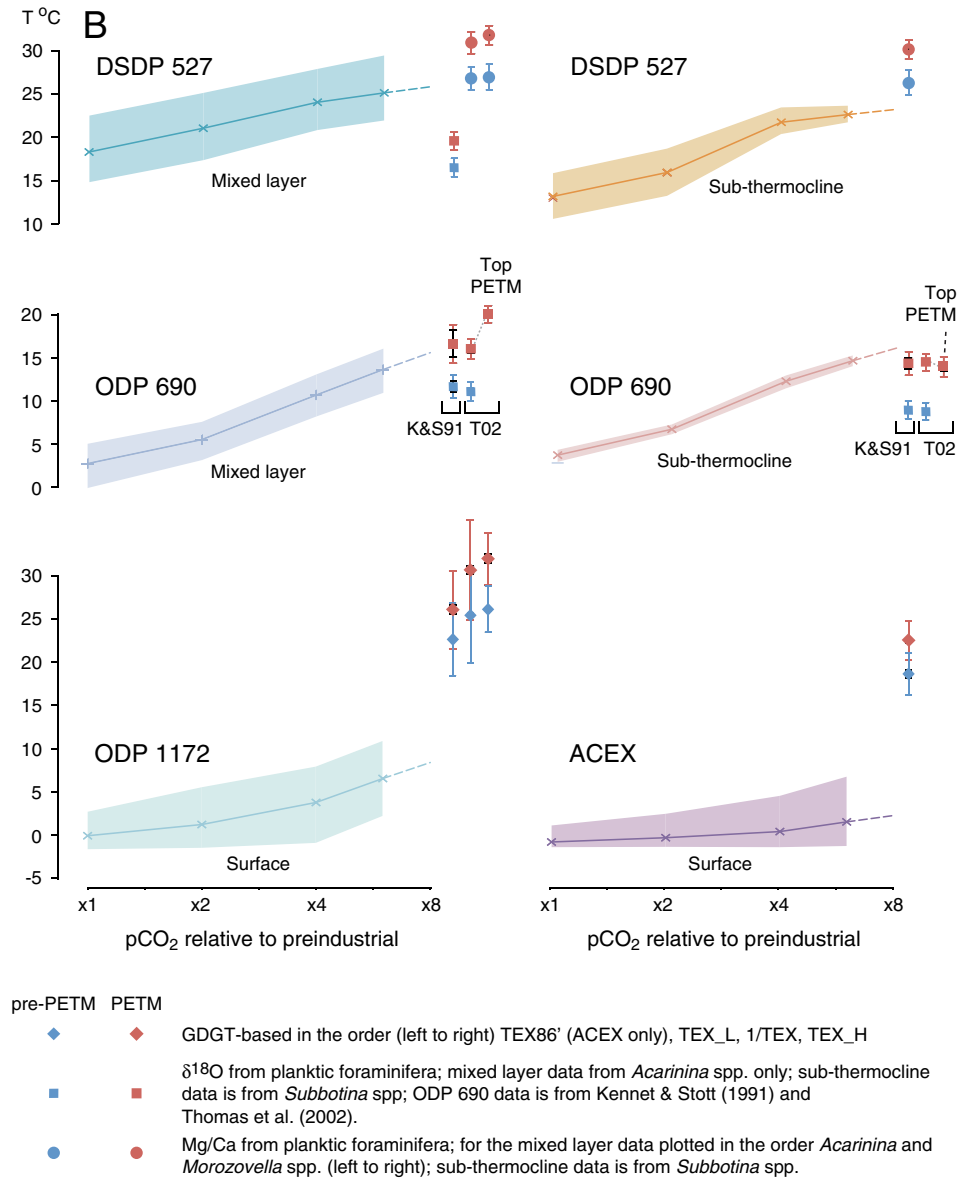 T °C
B
30
25
20
15
10
DSDP 527
Mixed layer
DSDP 527
Sub-thermocline
20
15
10
5
0
ODP 690
Mixed layer
Top
PETM
K&S91 T02
ODP 690
Sub-thermocline
Top
PETM
K&S91 T02
30
25
20
15
10
5
0
-5
ODP 1172
Surface
ACEX
Surface
x1 x2 x4 x8
x1 x2 x4 x8
pCO₂ relative to preindustrial
pCO₂ relative to preindustrial
pre-PETM PETM
GDGT-based in the order (left to right) TEX86' (ACEX only), TEX_L, 1/TEX, TEX_H
δ¹⁸O from planktic foraminifera; mixed layer data from Acarinina spp. only; sub-thermocline
data is from Subbotina spp; ODP 690 data is from Kennet & Stott (1991) and
Thomas et al. (2002).
Mg/Ca from planktic foraminifera; for the mixed layer data plotted in the order Acarinina and
Morozovella spp. (left to right); sub-thermocline data is from Subbotina spp.